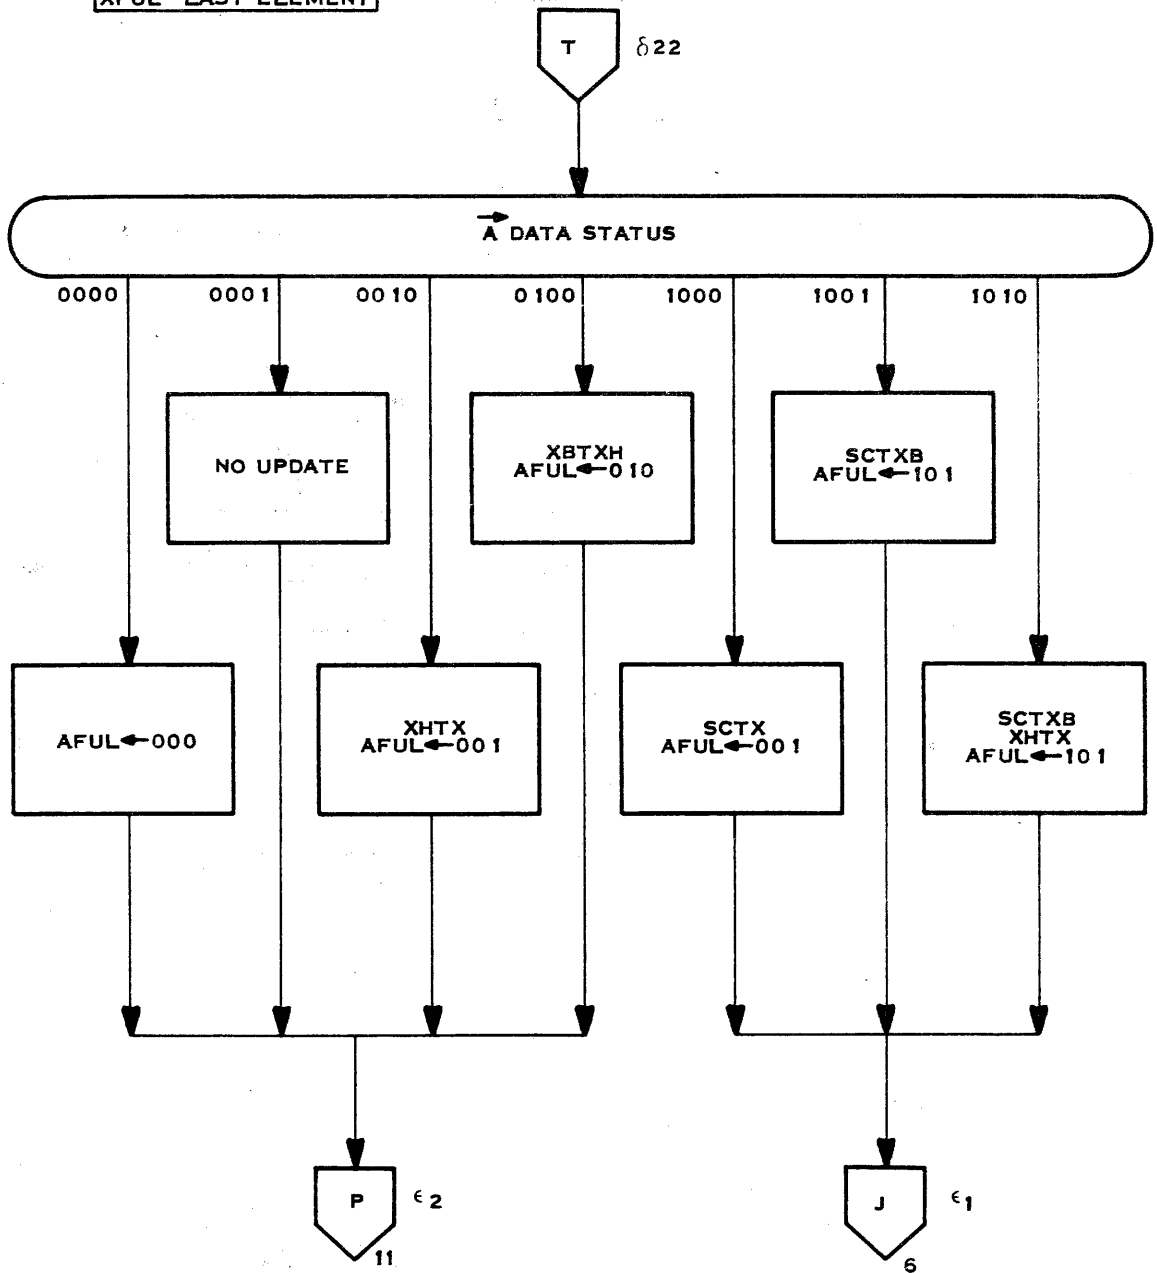 XFUL LAST ELEMENT
T δ22
A DATA STATUS
0000 0001 0010 0100 1000 1001 1010
NO UPDATE
XBTXH
AFUL←010
SCTXB
AFUL←101
AFUL←000
XHTX
AFUL←001
SCTX
AFUL←001
SCTXB
XHTX
AFUL←101
P ϵ2
11
J ϵ1
6